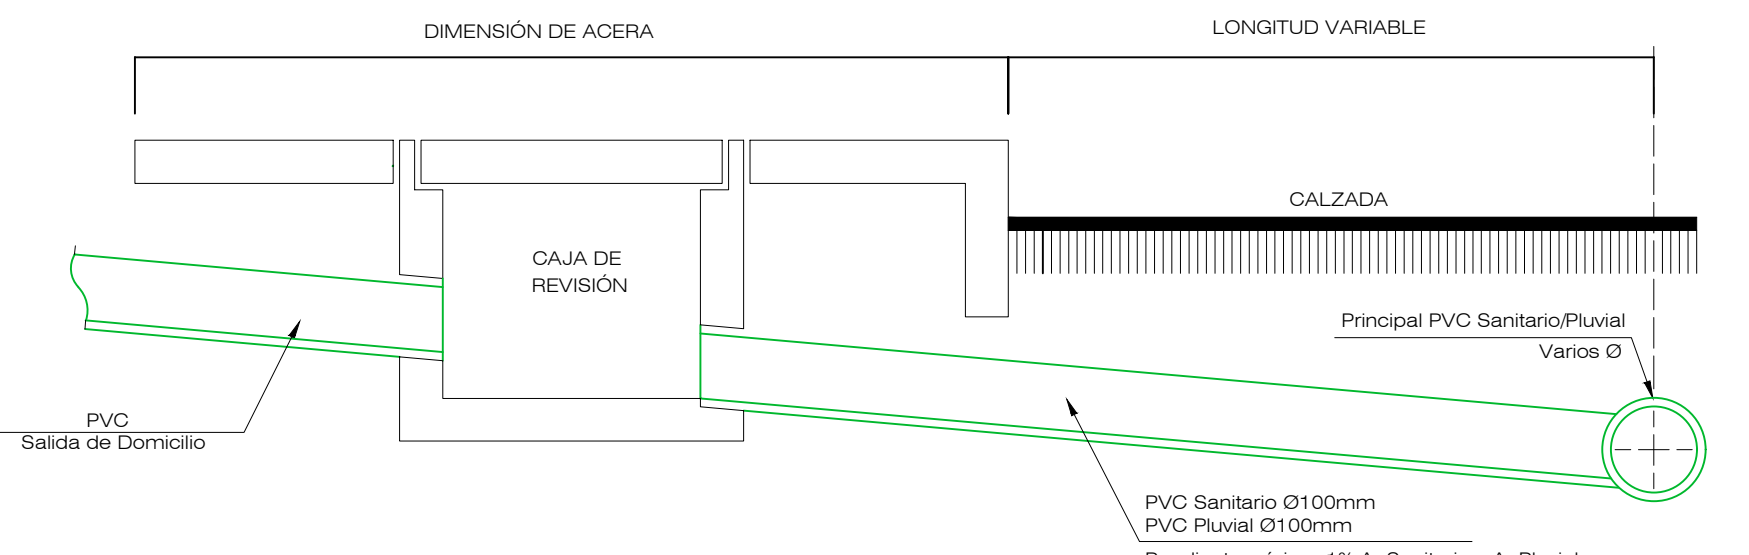 DIMENSIÓN DE ACERA
LONGITUD VARIABLE
CALZADA
CAJA DE
REVISIÓN
Principal PVC Sanitario/Pluvial
Varios Ø
PVC
Salida de Domicilio
PVC Sanitario Ø100mm
PVC Pluvial Ø100mm